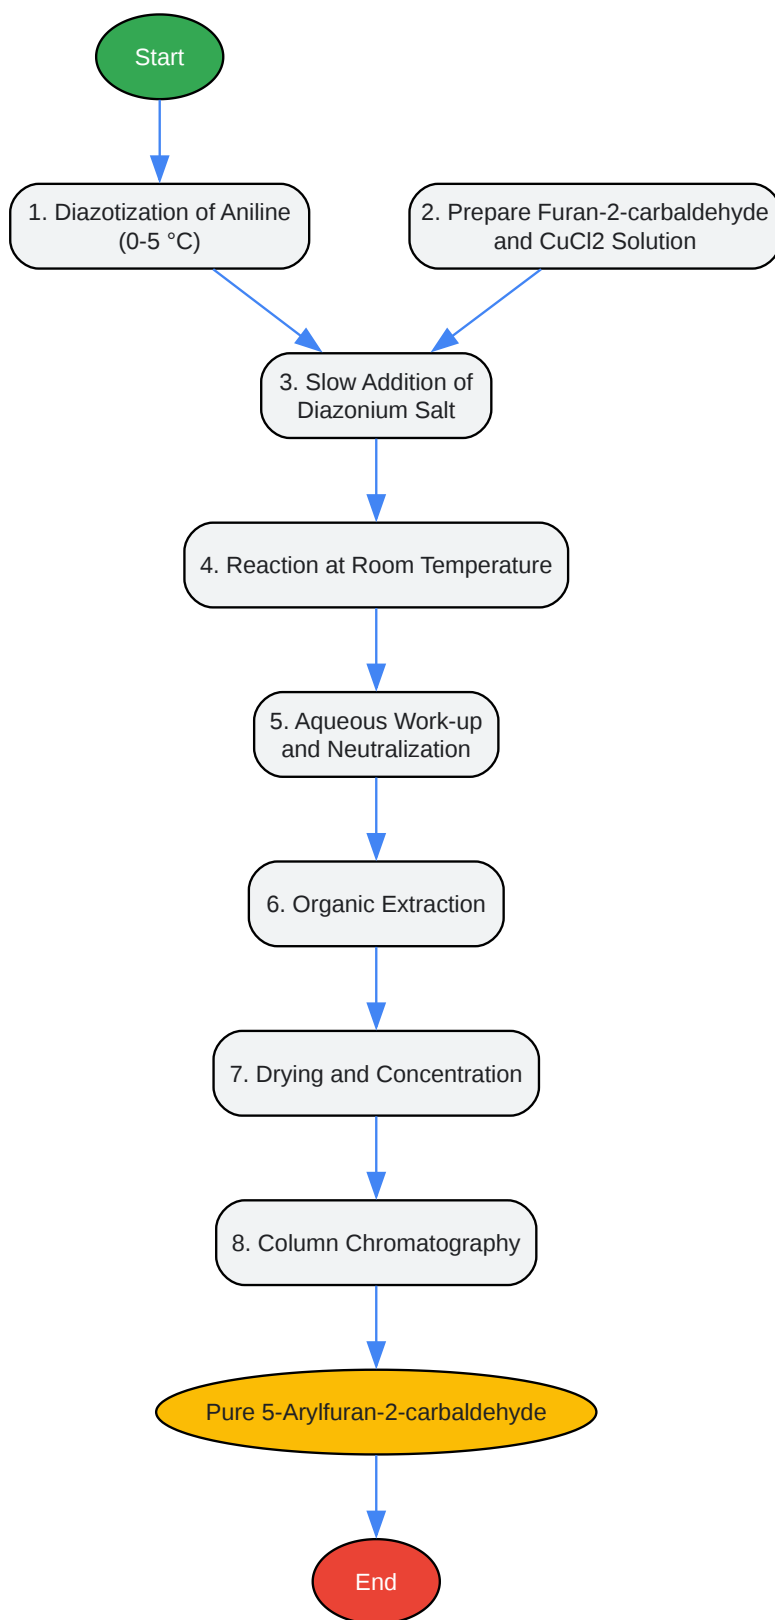 Start
1. Diazotization of Aniline
(0-5 °C)
2. Prepare Furan-2-carbaldehyde
and CuCl2 Solution
3. Slow Addition of
Diazonium Salt
4. Reaction at Room Temperature
5. Aqueous Work-up
and Neutralization
6. Organic Extraction
7. Drying and Concentration
8. Column Chromatography
Pure 5-Arylfuran-2-carbaldehyde
End